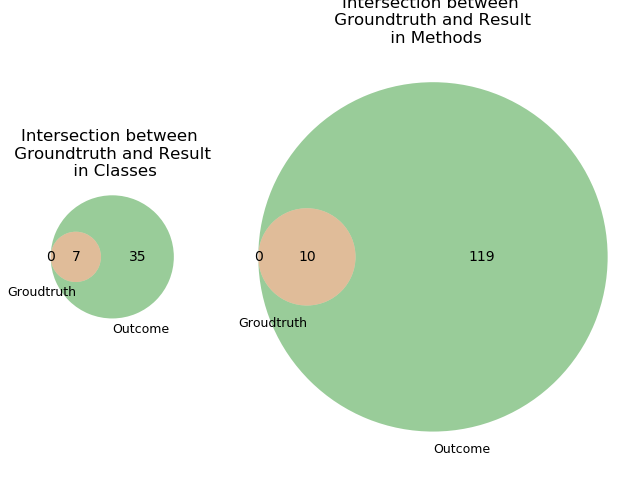 Intersection between
Groundtruth and Result
in Methods
Intersection between
Groundtruth and Result
in Classes
0 7 35
Groudtruth
Outcome
0 10 119
Groudtruth
Outcome